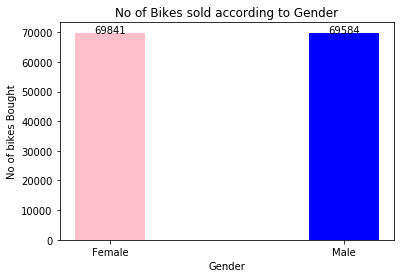 No of Bikes sold according to Gender
69841
69584
70000
60000
50000
40000
30000
20000
10000
0
No of bikes Bought
Female
Male
Gender